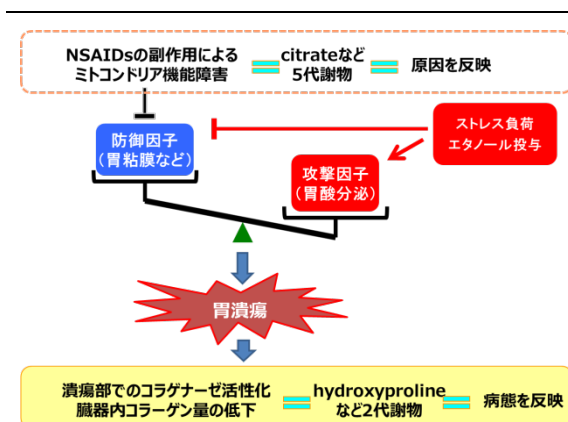 NSAIDsの副作用による
ミトコンドリア機能障害
citrateなど
5代謝物
原因を反映
防御因子
(胃粘膜など)
ストレス負荷
エタノール投与
攻撃因子
(胃酸分泌)
胃潰瘍
潰瘍部でのコラゲナーゼ活性化
臓器内コラーゲン量の低下
hydroxyproline
など2代謝物
病態を反映